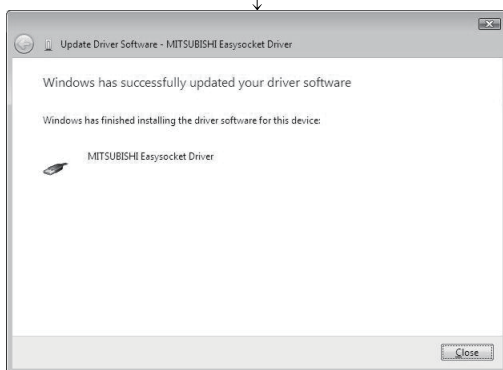 Update Driver Software - MITSUBISHI Easysocket Driver
Windows has successfully updated your driver software
Windows has finished installing the driver software for this device:
MITSUBISHI Easysocket Driver
Close